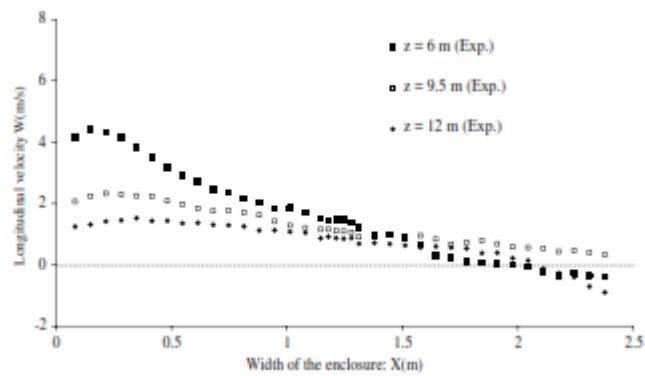 8
6
4
2
0
-2
Longitudinal velocity W(m/s)
z = 6 m (Exp.)
z = 9.5 m (Exp.)
z = 12 m (Exp.)
0 0.5 1 1.5 2 2.5
Width of the enclosure: X(m)